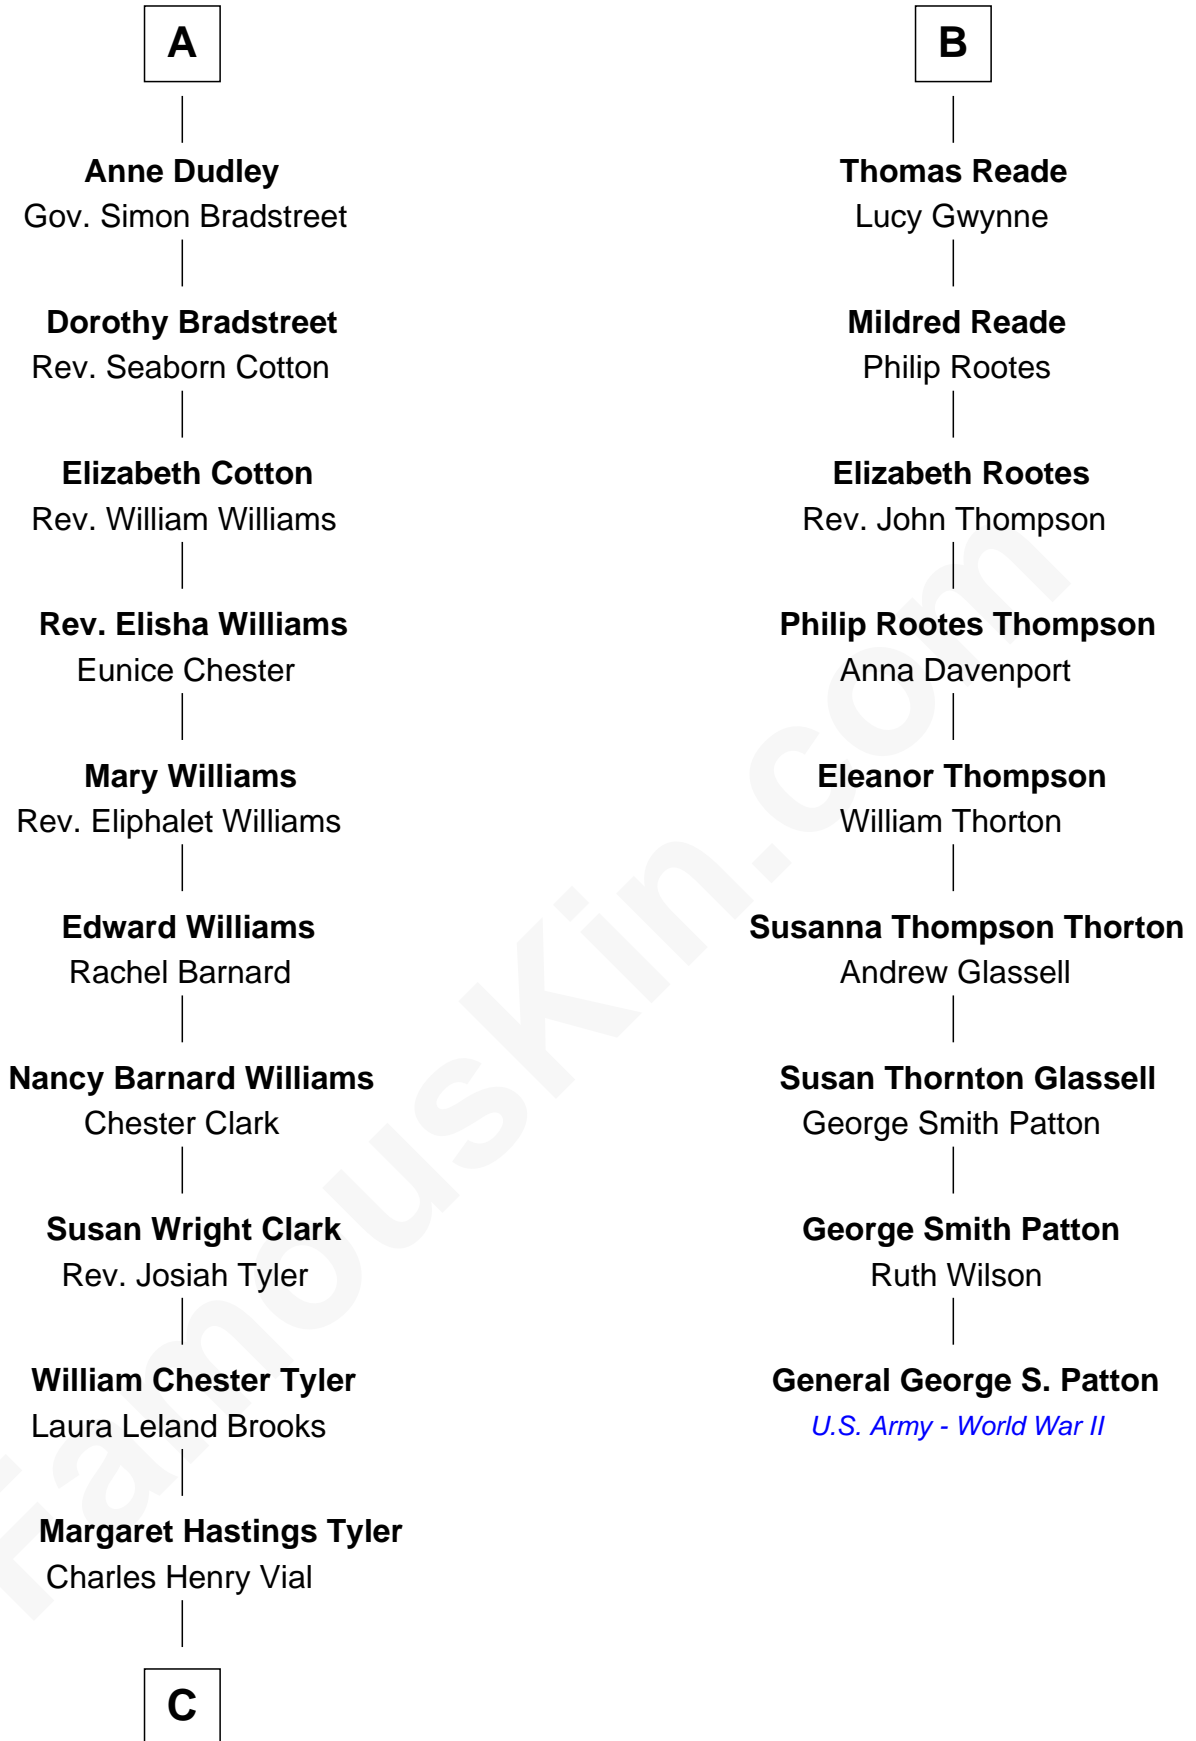 A
Anne Dudley
Gov. Simon Bradstreet
Dorothy Bradstreet
Rev. Seaborn Cotton
Elizabeth Cotton
Rev. William Williams
Rev. Elisha Williams
Eunice Chester
Mary Williams
Rev. Eliphalet Williams
Edward Williams
Rachel Barnard
Nancy Barnard Williams
Chester Clark
Susan Wright Clark
Rev. Josiah Tyler
William Chester Tyler
Laura Leland Brooks
Margaret Hastings Tyler
Charles Henry Vial
C
B
Thomas Reade
Lucy Gwynne
Mildred Reade
Philip Rootes
Elizabeth Rootes
Rev. John Thompson
Philip Rootes Thompson
Anna Davenport
Eleanor Thompson
William Thorton
Susanna Thompson Thorton
Andrew Glassell
Susan Thornton Glassell
George Smith Patton
George Smith Patton
Ruth Wilson
General George S. Patton
U.S. Army - World War II
FamousKin.com